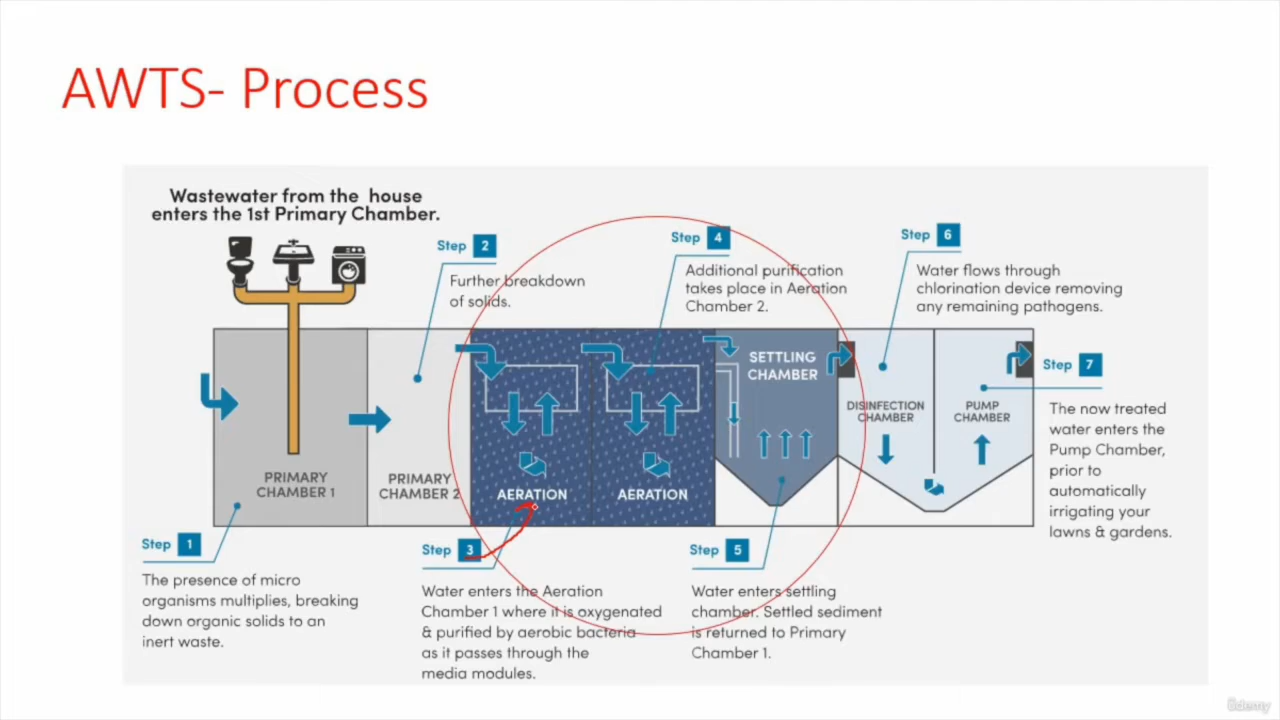 AWTS- Process
Wastewater from the house
enters the 1st Primary Chamber.
Step 2
Further breakdown
of solids.
Step 4
Additional purification
takes place in Aeration
Chamber 2.
Step 6
Water flows through
chlorination device removing
any remaining pathogens.
PRIMARY
CHAMBER 1
PRIMARY
CHAMBER 2
AERATION
AERATION
SETTLING
CHAMBER
DISINFECTION
CHAMBER
PUMP
CHAMBER
Step 7
The now treated
water enters the
Pump Chamber,
prior to
automatically
irrigating your
lawns & gardens.
Step 1
The presence of micro
organisms multiplies, breaking
down organic solids to an
inert waste.
Step 3
Water enters the Aeration
Chamber 1 where it is oxygenated
& purified by aerobic bacteria
as it passes through the
media modules.
Step 5
Water enters settling
chamber. Settled sediment
is returned to Primary
Chamber 1.
ûdemy